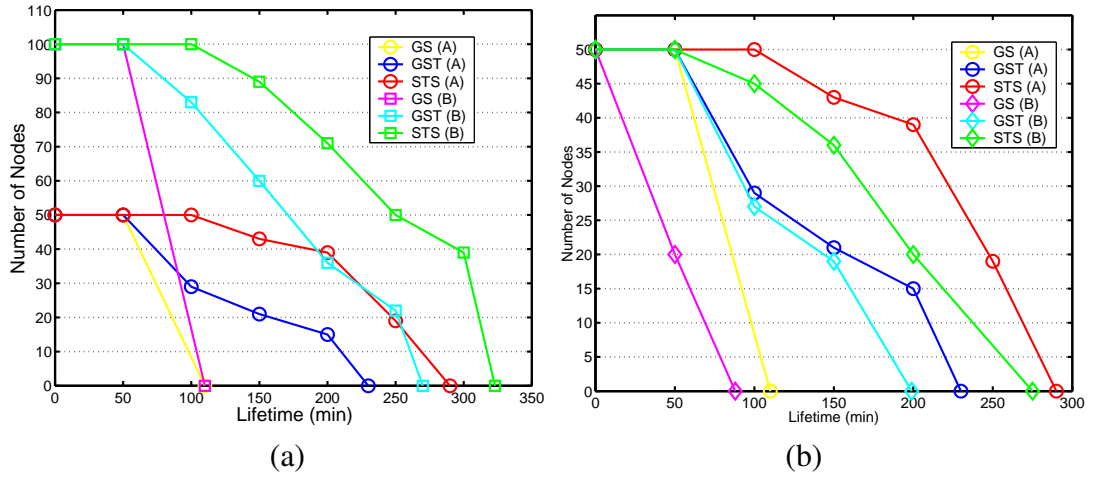 110
100
90
80
70
60
50
40
30
20
10
0
Number of Nodes
0 50 100 150 200 250 300 350
Lifetime (min)
GS (A)
GST (A)
STS (A)
GS (B)
GST (B)
STS (B)
(a)
50
45
40
35
30
25
20
15
10
5
0
Number of Nodes
0 50 100 150 200 250 300
Lifetime (min)
GS (A)
GST (A)
STS (A)
GS (B)
GST (B)
STS (B)
(b)